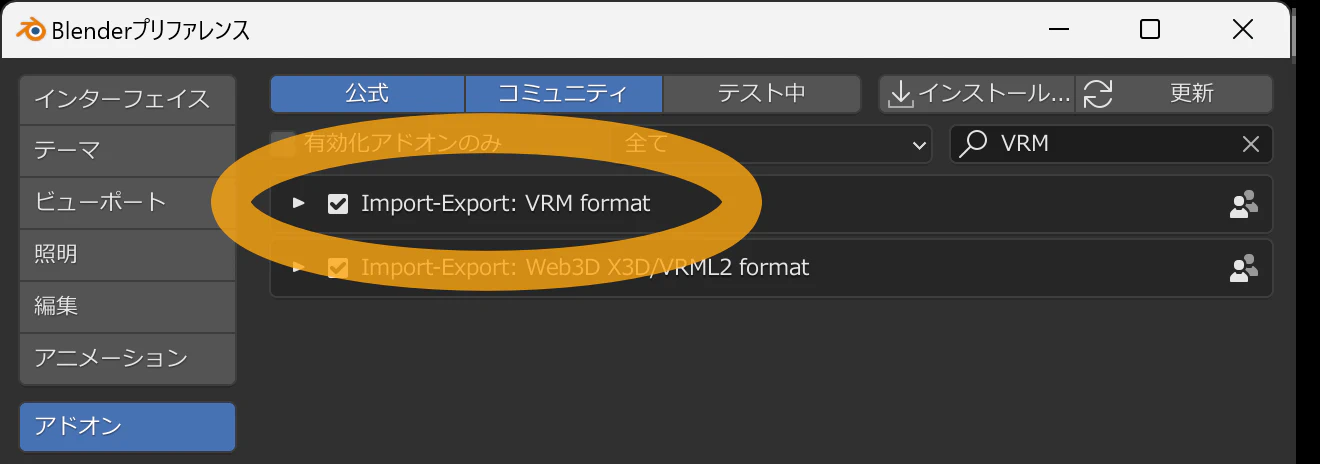 Blenderプリファレンス
インターフェイス
テーマ
ビューポート
照明
編集
アニメーション
アドオン
公式 コミュニティ テスト中 インストール... 更新
有効化アドオンのみ 全て VRM
Import-Export: VRM format
Import-Export: Web3D X3D/VRML2 format